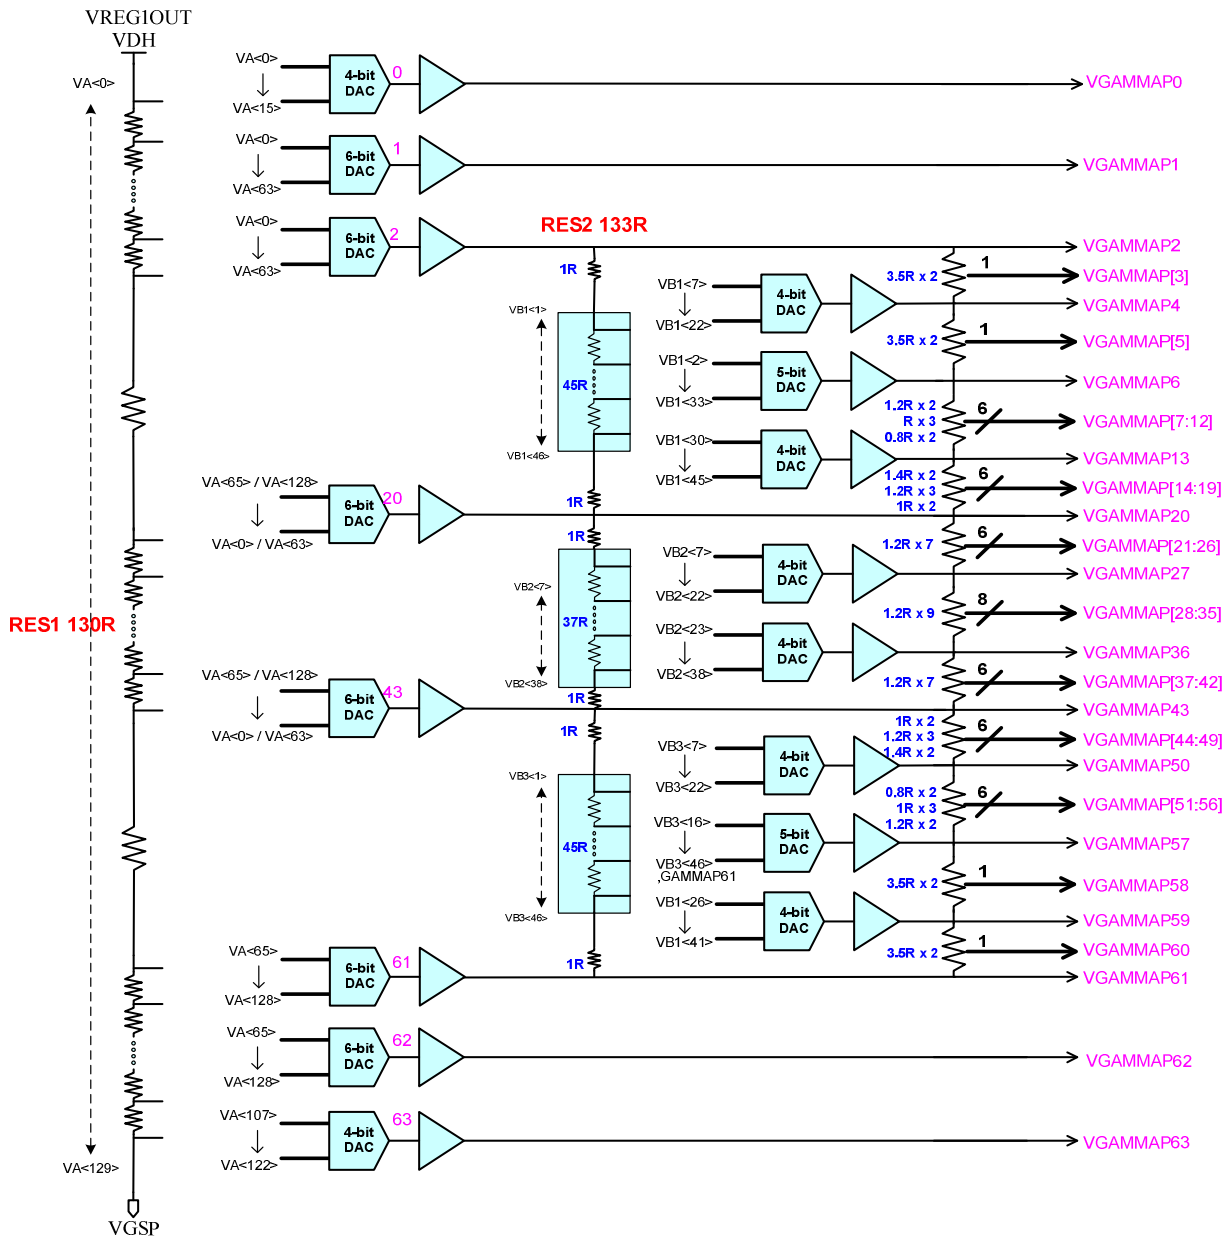 VREG1OUT
VDH
VA<0>
RES1 130R
VA<129>
VGSP
VA<0>
VA<15>
4-bit
DAC
0
VGAMMAP0
VA<0>
VA<63>
6-bit
DAC
1
VGAMMAP1
VA<0>
VA<63>
6-bit
DAC
2
RES2 133R
VGAMMAP2
1R
3.5R x 2
1
VGAMMAP[3]
VB1<7>
VB1<22>
4-bit
DAC
VGAMMAP4
VB1<1>
45R
VB1<46>
3.5R x 2
1
VGAMMAP[5]
VB1<2>
VB1<33>
5-bit
DAC
VGAMMAP6
1.2R x 2
R x 3
0.8R x 2
6
VGAMMAP[7:12]
VB1<30>
VB1<45>
4-bit
DAC
VGAMMAP13
1.4R x 2
1.2R x 3
1R x 2
6
VGAMMAP[14:19]
VA<65> / VA<128>
VA<0> / VA<63>
6-bit
DAC
20
1R
VGAMMAP20
1R
1.2R x 7
6
VGAMMAP[21:26]
VB2<7>
VB2<22>
4-bit
DAC
VGAMMAP27
VB2<7>
37R
VB2<38>
1.2R x 9
8
VGAMMAP[28:35]
VB2<23>
VB2<38>
4-bit
DAC
VGAMMAP36
1.2R x 7
6
VGAMMAP[37:42]
VA<65> / VA<128>
VA<0> / VA<63>
6-bit
DAC
43
1R
VGAMMAP43
1R
1R x 2
1.2R x 3
1.4R x 2
6
VGAMMAP[44:49]
VB3<7>
VB3<22>
4-bit
DAC
VGAMMAP50
VB3<1>
45R
VB3<46>
0.8R x 2
1R x 3
1.2R x 2
6
VGAMMAP[51:56]
VB3<16>
VB3<46>
,GAMMAP61
5-bit
DAC
VGAMMAP57
3.5R x 2
1
VGAMMAP58
VB1<26>
VB1<41>
4-bit
DAC
VGAMMAP59
3.5R x 2
1
VGAMMAP60
1R
VA<65>
VA<128>
6-bit
DAC
61
VGAMMAP61
VA<65>
VA<128>
6-bit
DAC
62
VGAMMAP62
VA<107>
VA<122>
4-bit
DAC
63
VGAMMAP63